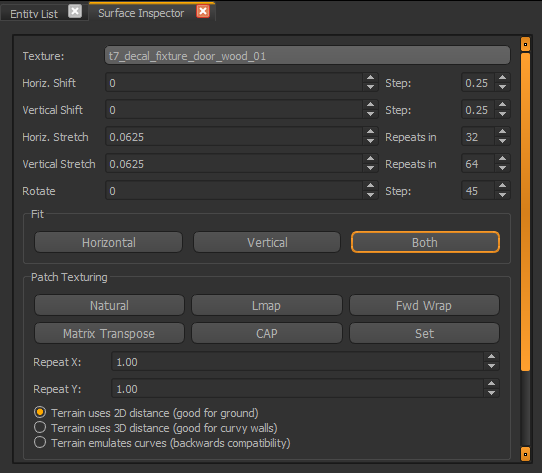 Entity List Surface Inspector
Texture: t7_decal_fixture_door_wood_01
Horiz. Shift 0 Step: 0.25
Vertical Shift 0 Step: 0.25
Horiz. Stretch 0.0625 Repeats in 32
Vertical Stretch 0.0625 Repeats in 64
Rotate 0 Step: 45
Fit
Horizontal Vertical Both
Patch Texturing
Natural Lmap Fwd Wrap
Matrix Transpose CAP Set
Repeat X: 1.00
Repeat Y: 1.00
Terrain uses 2D distance (good for ground)
Terrain uses 3D distance (good for curvy walls)
Terrain emulates curves (backwards compatibility)